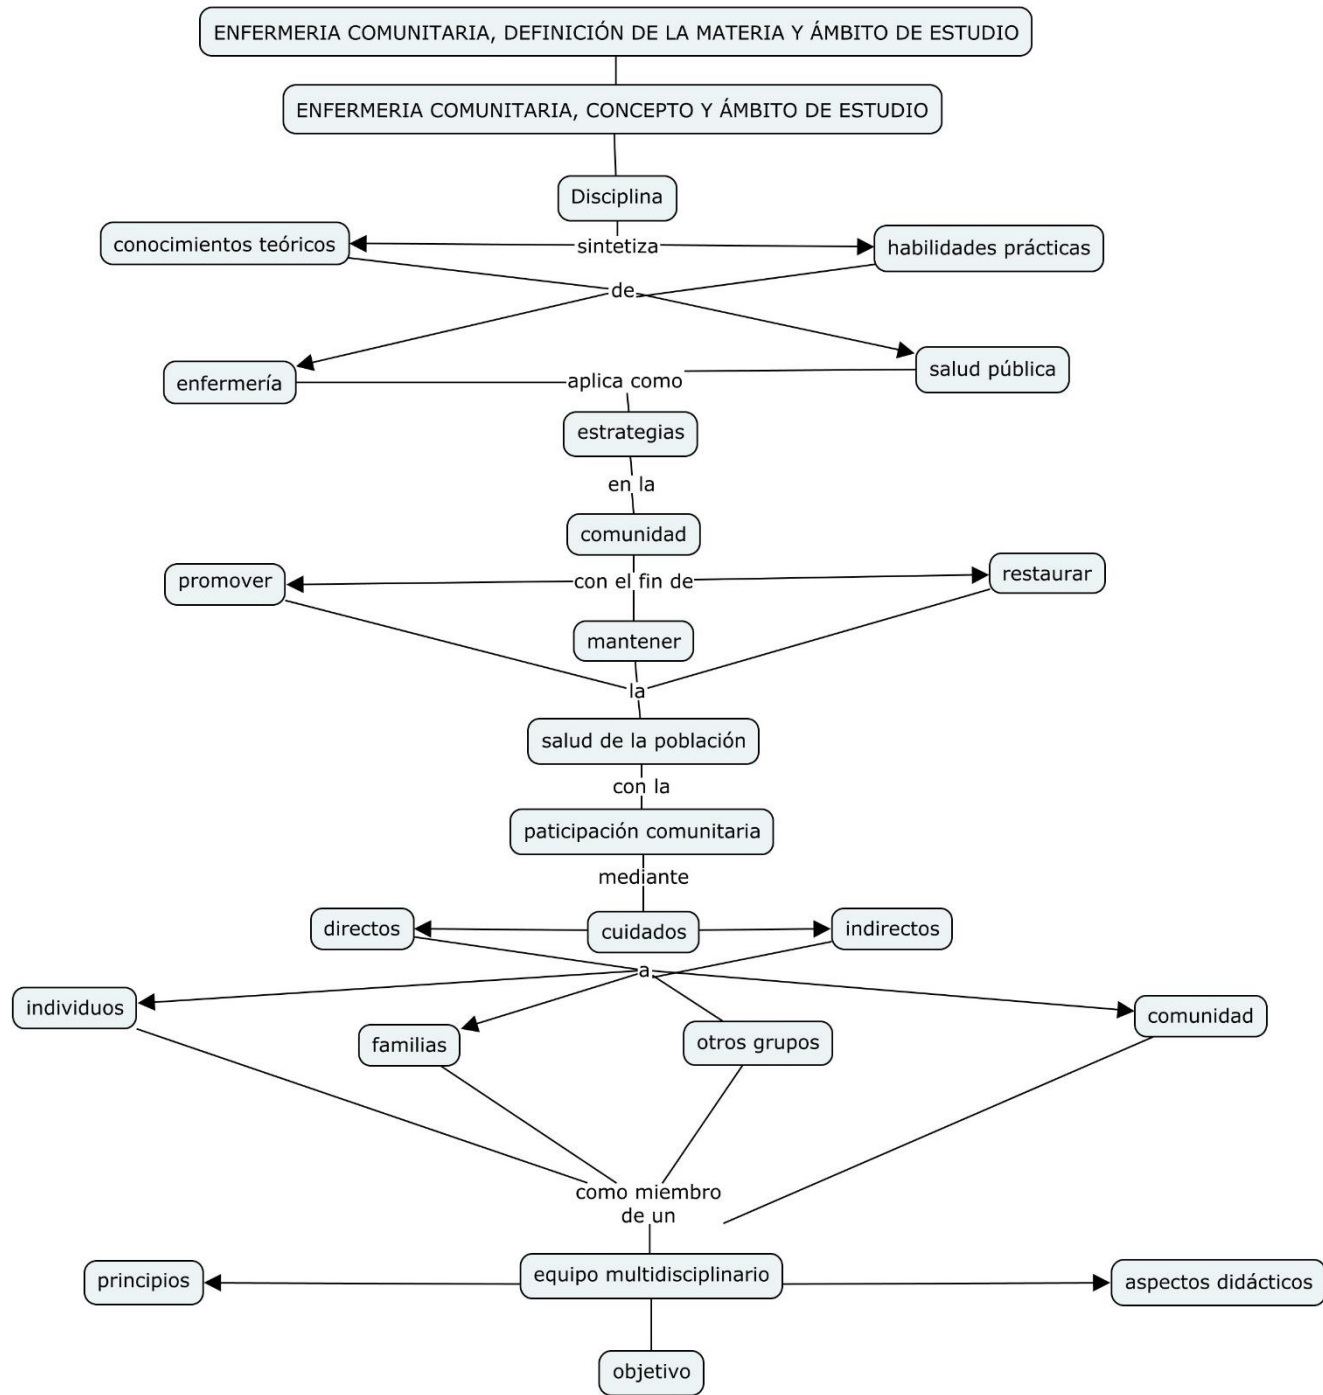 ENFERMERIA COMUNITARIA, DEFINICIÓN DE LA MATERIA Y ÁMBITO DE ESTUDIO
ENFERMERIA COMUNITARIA, CONCEPTO Y ÁMBITO DE ESTUDIO
Disciplina
conocimientos teóricos
sintetiza
habilidades prácticas
de
enfermería
aplica como
salud pública
estrategias
en la
comunidad
promover
con el fin de
restaurar
mantener
la
salud de la población
con la
paticipación comunitaria
mediante
directos
cuidados
indirectos
a
individuos
familias
otros grupos
comunidad
como miembro
de un
principios
equipo multidisciplinario
aspectos didácticos
objetivo